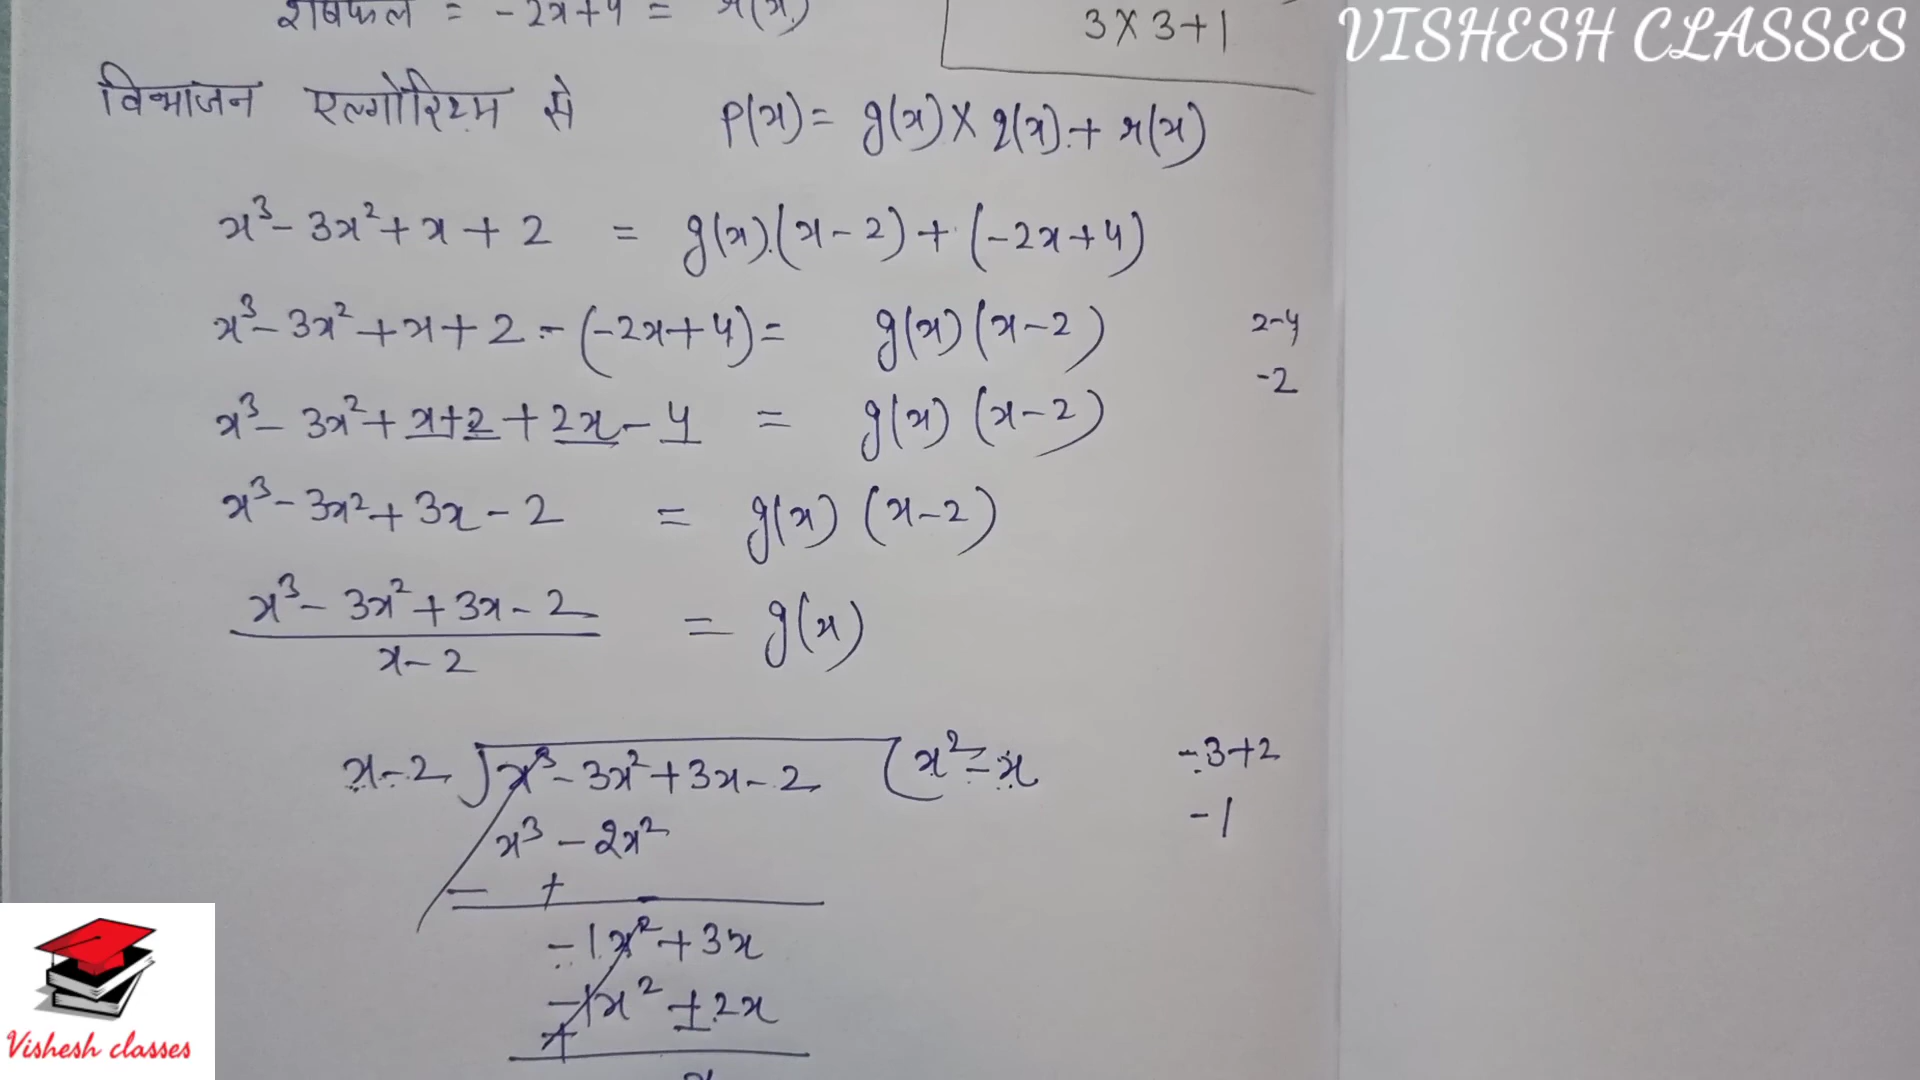 शेषफल = -2x+4 = r(x)
3×3+1
VISHESH CLASSES
विभाजन एल्गोरिथ्म से p(x) = g(x) × q(x) + r(x)
x³ - 3x² + x + 2 = g(x).(x-2) + (-2x+4)
x³ - 3x² + x + 2 - (-2x+4) = g(x) (x-2)
2-4
-2
x³ - 3x² + x+2 + 2x - 4 = g(x) (x-2)
x³ - 3x² + 3x - 2 = g(x) (x-2)
x³ - 3x² + 3x - 2
x-2
= g(x)
x-2 ) x³ - 3x² + 3x - 2 ( x² - x
-3+2
-1
x³ - 2x²
- +
-1x² + 3x
-1x² + 2x
+ -
x
Vishesh classes